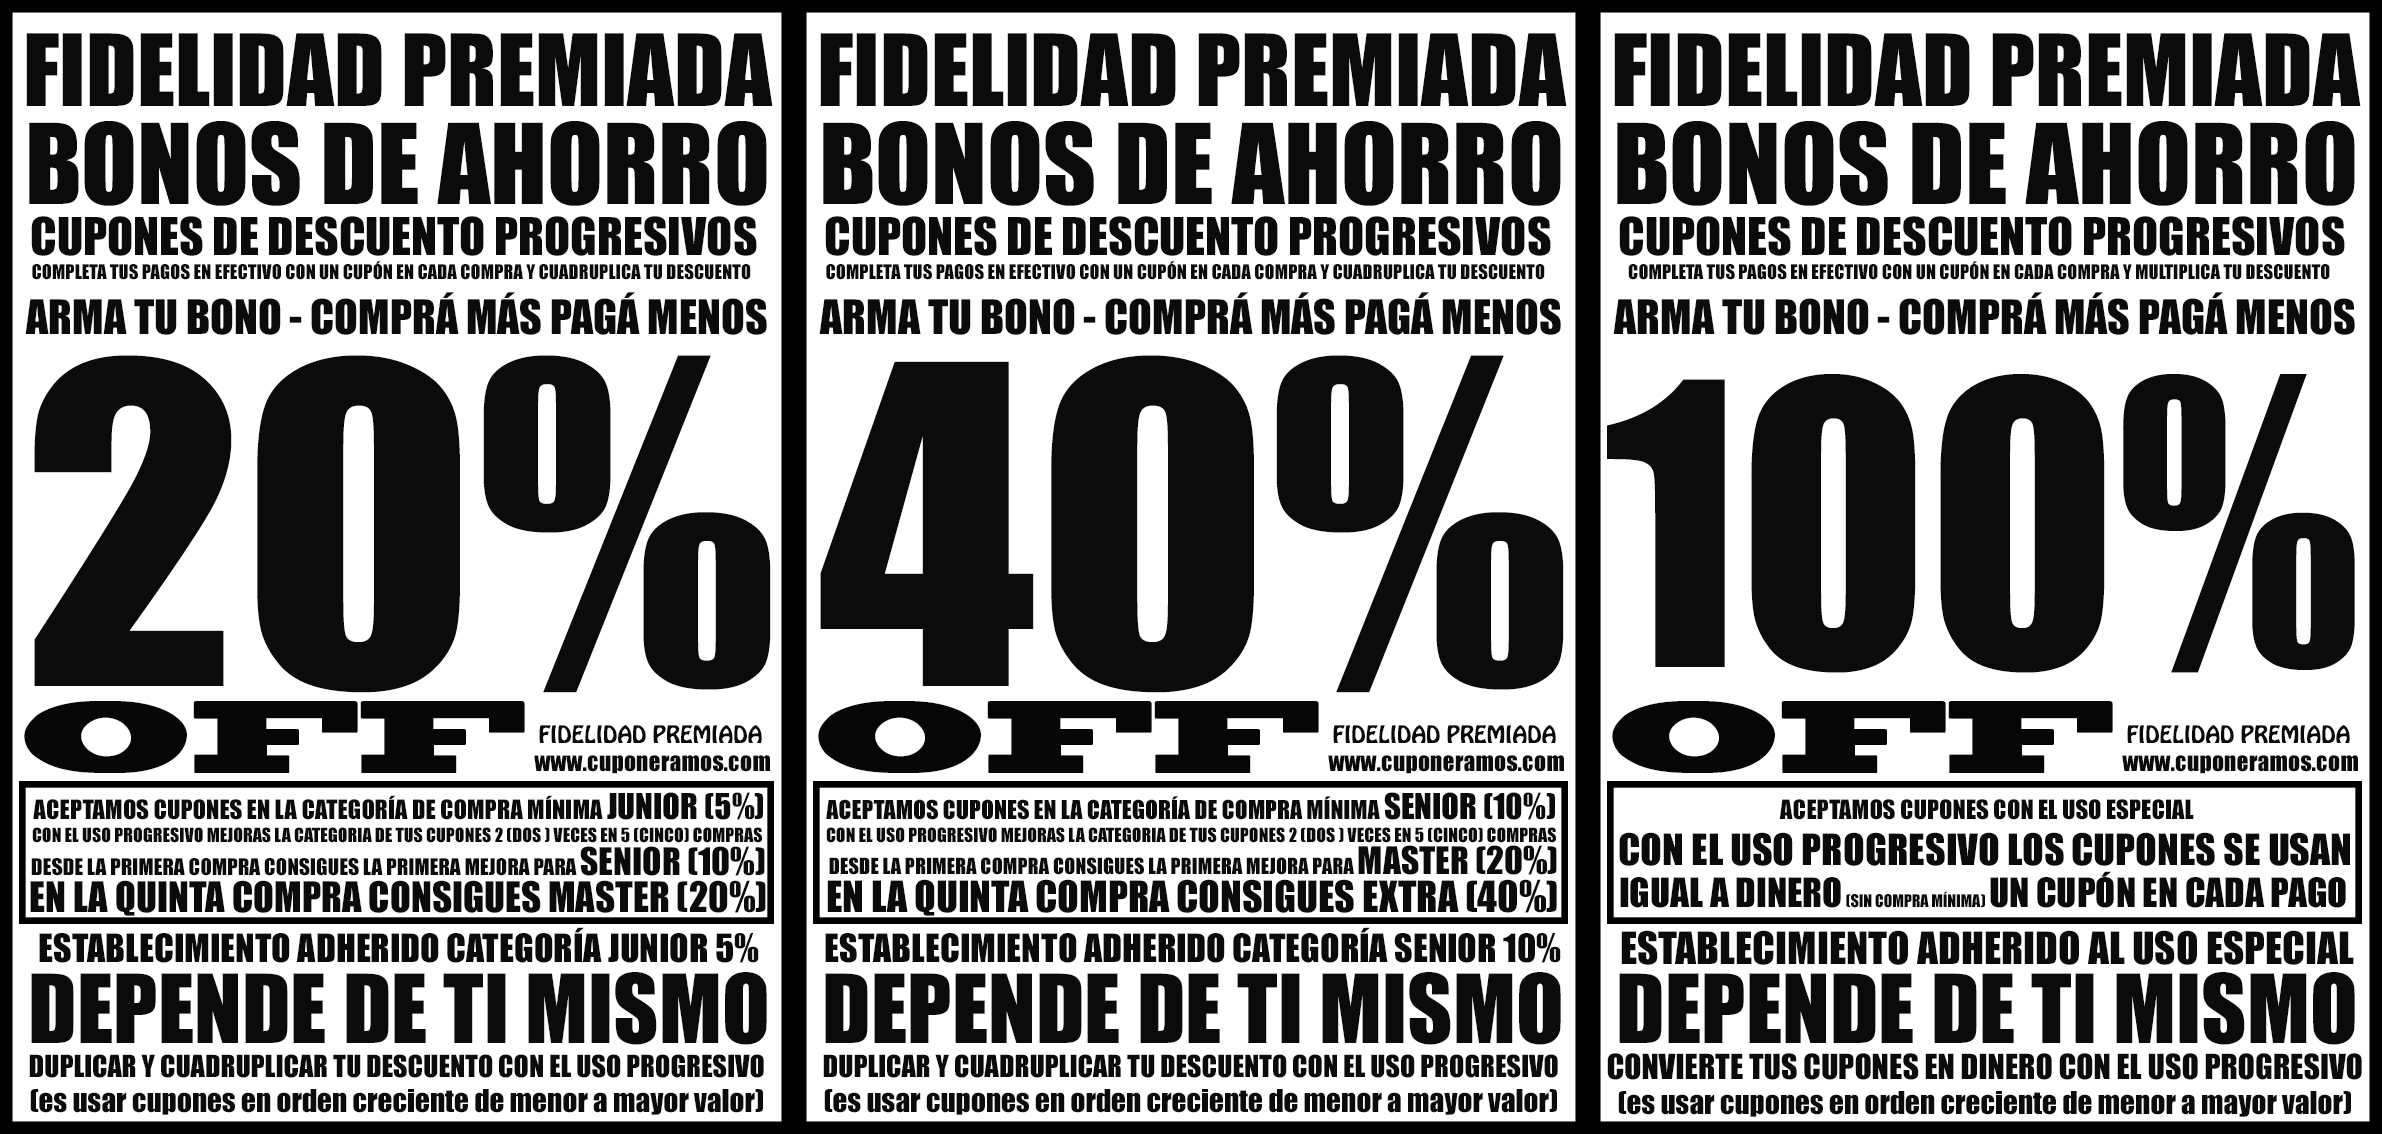 FIDELIDAD PREMIADA
BONOS DE AHORRO
CUPONES DE DESCUENTO PROGRESIVOS
COMPLETA TUS PAGOS EN EFECTIVO CON UN CUPÓN EN CADA COMPRA Y CUADRUPLICA TU DESCUENTO
ARMA TU BONO - COMPRÁ MÁS PAGÁ MENOS
20%
OFF
FIDELIDAD PREMIADA
www.cuponeramos.com
ACEPTAMOS CUPONES EN LA CATEGORÍA DE COMPRA MÍNIMA JUNIOR (5%)
CON EL USO PROGRESIVO MEJORAS LA CATEGORIA DE TUS CUPONES 2 (DOS ) VECES EN 5 (CINCO) COMPRAS
DESDE LA PRIMERA COMPRA CONSIGUES LA PRIMERA MEJORA PARA SENIOR (10%)
EN LA QUINTA COMPRA CONSIGUES MASTER (20%)
ESTABLECIMIENTO ADHERIDO CATEGORÍA JUNIOR 5%
DEPENDE DE TI MISMO
DUPLICAR Y CUADRUPLICAR TU DESCUENTO CON EL USO PROGRESIVO
(es usar cupones en orden creciente de menor a mayor valor)
FIDELIDAD PREMIADA
BONOS DE AHORRO
CUPONES DE DESCUENTO PROGRESIVOS
COMPLETA TUS PAGOS EN EFECTIVO CON UN CUPÓN EN CADA COMPRA Y CUADRUPLICA TU DESCUENTO
ARMA TU BONO - COMPRÁ MÁS PAGÁ MENOS
40%
OFF
FIDELIDAD PREMIADA
www.cuponeramos.com
ACEPTAMOS CUPONES EN LA CATEGORÍA DE COMPRA MÍNIMA SENIOR (10%)
CON EL USO PROGRESIVO MEJORAS LA CATEGORIA DE TUS CUPONES 2 (DOS ) VECES EN 5 (CINCO) COMPRAS
DESDE LA PRIMERA COMPRA CONSIGUES LA PRIMERA MEJORA PARA MASTER (20%)
EN LA QUINTA COMPRA CONSIGUES EXTRA (40%)
ESTABLECIMIENTO ADHERIDO CATEGORÍA SENIOR 10%
DEPENDE DE TI MISMO
DUPLICAR Y CUADRUPLICAR TU DESCUENTO CON EL USO PROGRESIVO
(es usar cupones en orden creciente de menor a mayor valor)
FIDELIDAD PREMIADA
BONOS DE AHORRO
CUPONES DE DESCUENTO PROGRESIVOS
COMPLETA TUS PAGOS EN EFECTIVO CON UN CUPÓN EN CADA COMPRA Y MULTIPLICA TU DESCUENTO
ARMA TU BONO - COMPRÁ MÁS PAGÁ MENOS
100%
OFF
FIDELIDAD PREMIADA
www.cuponeramos.com
ACEPTAMOS CUPONES CON EL USO ESPECIAL
CON EL USO PROGRESIVO LOS CUPONES SE USAN
IGUAL A DINERO (SIN COMPRA MÍNIMA) UN CUPÓN EN CADA PAGO
ESTABLECIMIENTO ADHERIDO AL USO ESPECIAL
DEPENDE DE TI MISMO
CONVIERTE TUS CUPONES EN DINERO CON EL USO PROGRESIVO
(es usar cupones en orden creciente de menor a mayor valor)